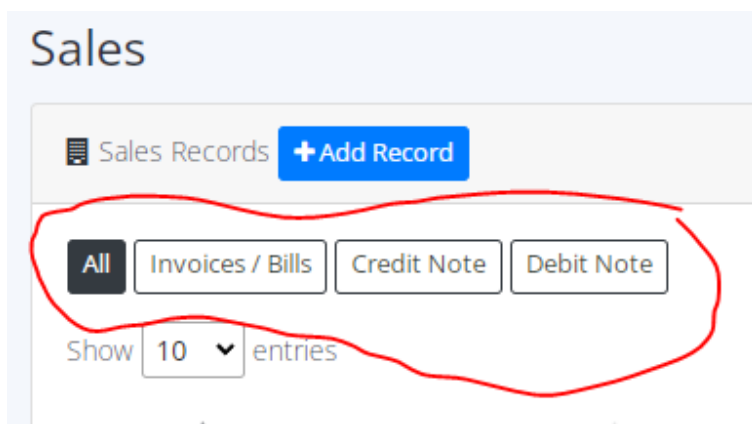 Sales
Sales Records + Add Record
All Invoices / Bills Credit Note Debit Note
Show 10 entries